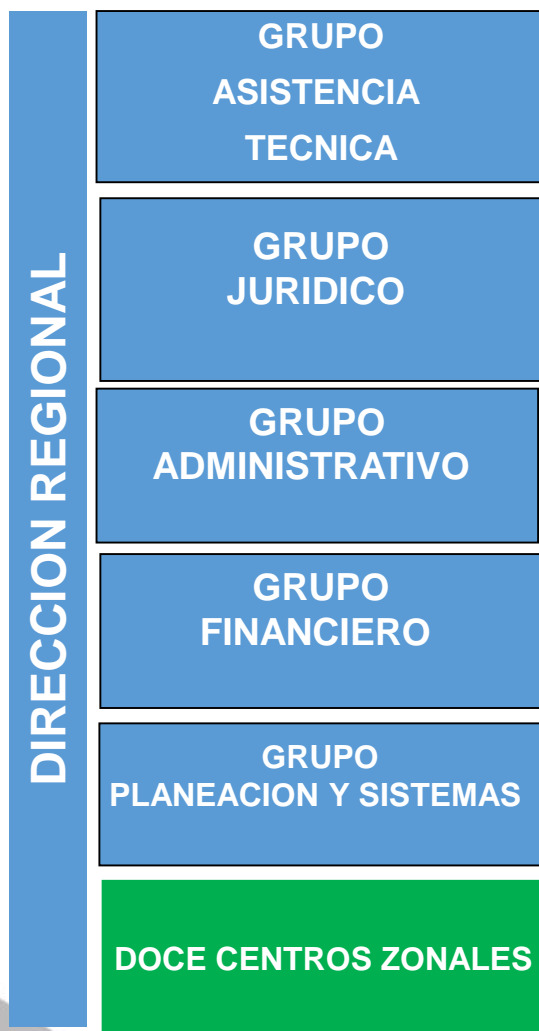 DIRECCION REGIONAL
GRUPO
ASISTENCIA
TECNICA
GRUPO
JURIDICO
GRUPO
ADMINISTRATIVO
GRUPO
FINANCIERO
GRUPO
PLANEACION Y SISTEMAS
DOCE CENTROS ZONALES